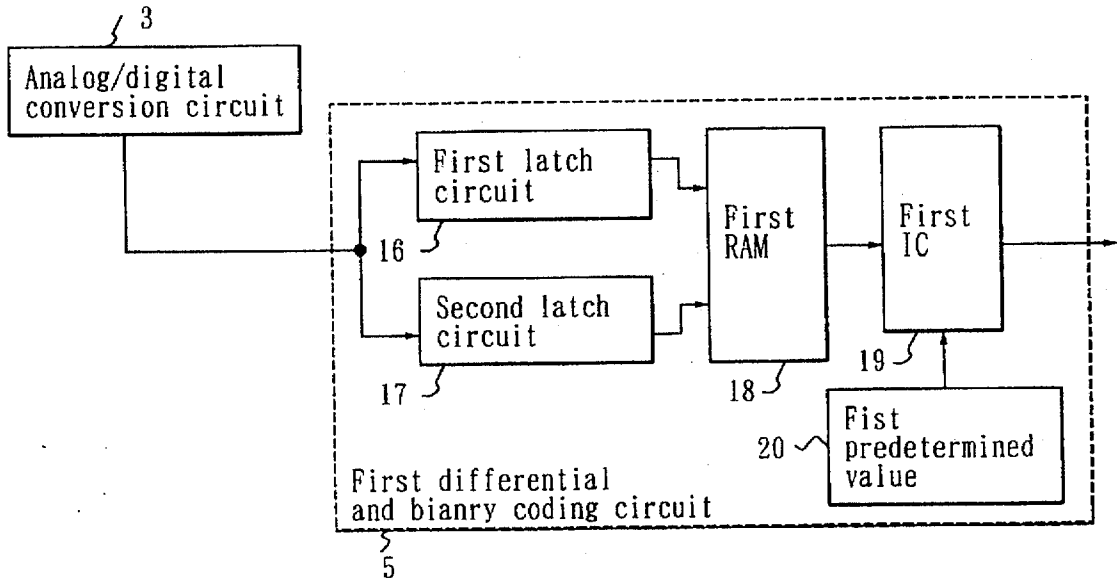 3
Analog/digital
conversion circuit
First latch
circuit
16
Second latch
circuit
17
First
RAM
18
First
IC
19
Fist
predetermined
value
20
First differential
and bianry coding circuit
5